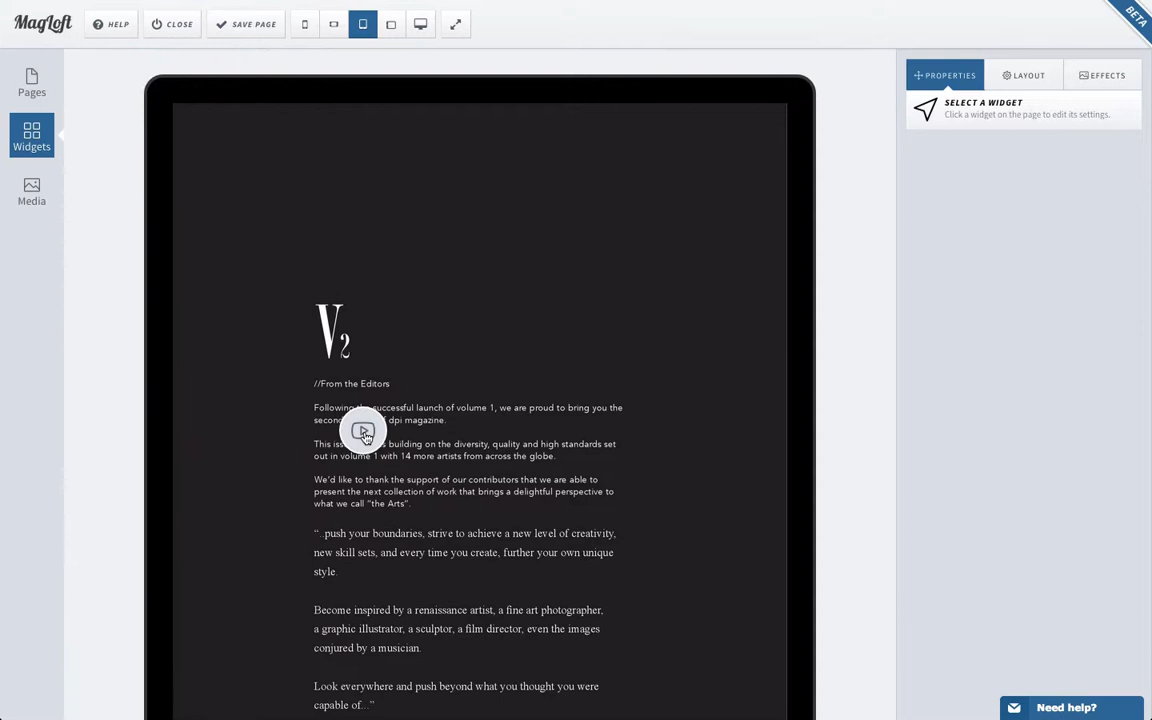 MagLoft
HELP
CLOSE
SAVE PAGE
BETA
Pages
Widgets
Media
PROPERTIES
LAYOUT
EFFECTS
SELECT A WIDGET
Click a widget on the page to edit its settings.
V2
//From the Editors
Following the successful launch of volume 1, we are proud to bring you the
dpi magazine.
This building on the diversity, quality and high standards set
out in volume 1 with 14 more artists from across the globe.
We'd like to thank the support of our contributors that we are able to
present the next collection of work that brings a delightful perspective to
what we call "the Arts".
"..push your boundaries, strive to achieve a new level of creativity,
new skill sets, and every time you create, further your own unique
style.
Become inspired by a renaissance artist, a fine art photographer,
a graphic illustrator, a sculptor, a film director, even the images
conjured by a musician.
Look everywhere and push beyond what you thought you were
capable of..."
Need help?